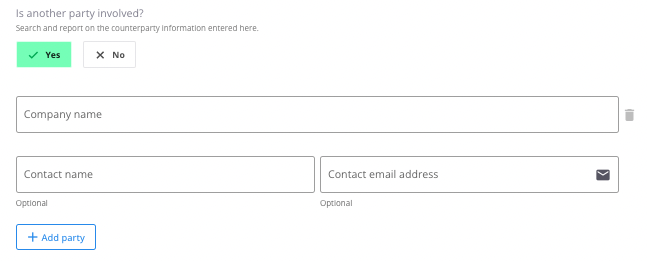 Is another party involved?
Search and report on the counterparty information entered here.
Yes No
Company name
Contact name Contact email address
Optional Optional
Add party